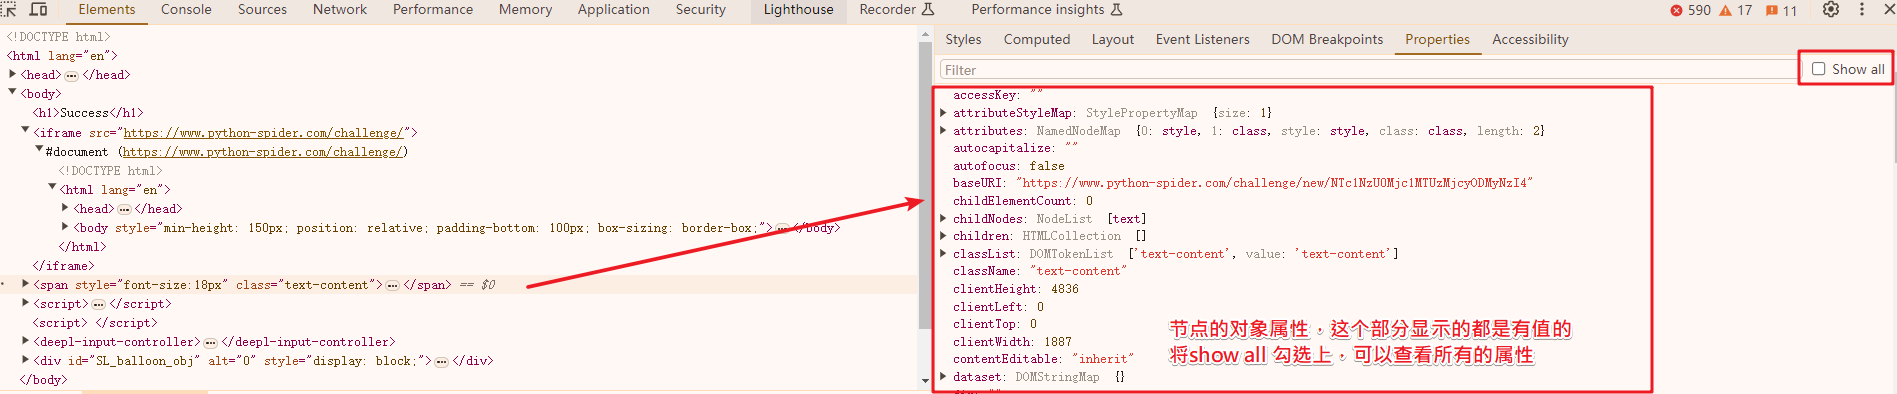 Elements Console Sources Network Performance Memory Application Security Lighthouse Recorder Performance insights 590 17 11
<!DOCTYPE html>
<html lang="en">
<head>…</head>
<body>
<h1>Success</h1>
<iframe src="https://www.python-spider.com/challenge/">
#document (https://www.python-spider.com/challenge/)
<!DOCTYPE html>
<html lang="en">
<head>…</head>
<body style="min-height: 150px; position: relative; padding-bottom: 100px; box-sizing: border-box;">…</body>
</html>
</iframe>
<span style="font-size:18px" class="text-content">…</span> == $0
<script>…</script>
<script> </script>
<deepl-input-controller>…</deepl-input-controller>
<div id="SL_balloon_obj" alt="0" style="display: block;">…</div>
</body>
Styles Computed Layout Event Listeners DOM Breakpoints Properties Accessibility
Filter Show all
accessKey: ""
attributeStyleMap: StylePropertyMap {size: 1}
attributes: NamedNodeMap {0: style, 1: class, style: style, class: class, length: 2}
autocapitalize: ""
autofocus: false
baseURI: "https://www.python-spider.com/challenge/new/NTc1NzU0Mjc1MTUzMjcyODMyNzI4"
childElementCount: 0
childNodes: NodeList [text]
children: HTMLCollection []
classList: DOMTokenList ['text-content', value: 'text-content']
className: "text-content"
clientHeight: 4836
clientLeft: 0
clientTop: 0
clientWidth: 1887
contentEditable: "inherit"
dataset: DOMStringMap {}
节点的对象属性，这个部分显示的都是有值的
将show all 勾选上，可以查看所有的属性